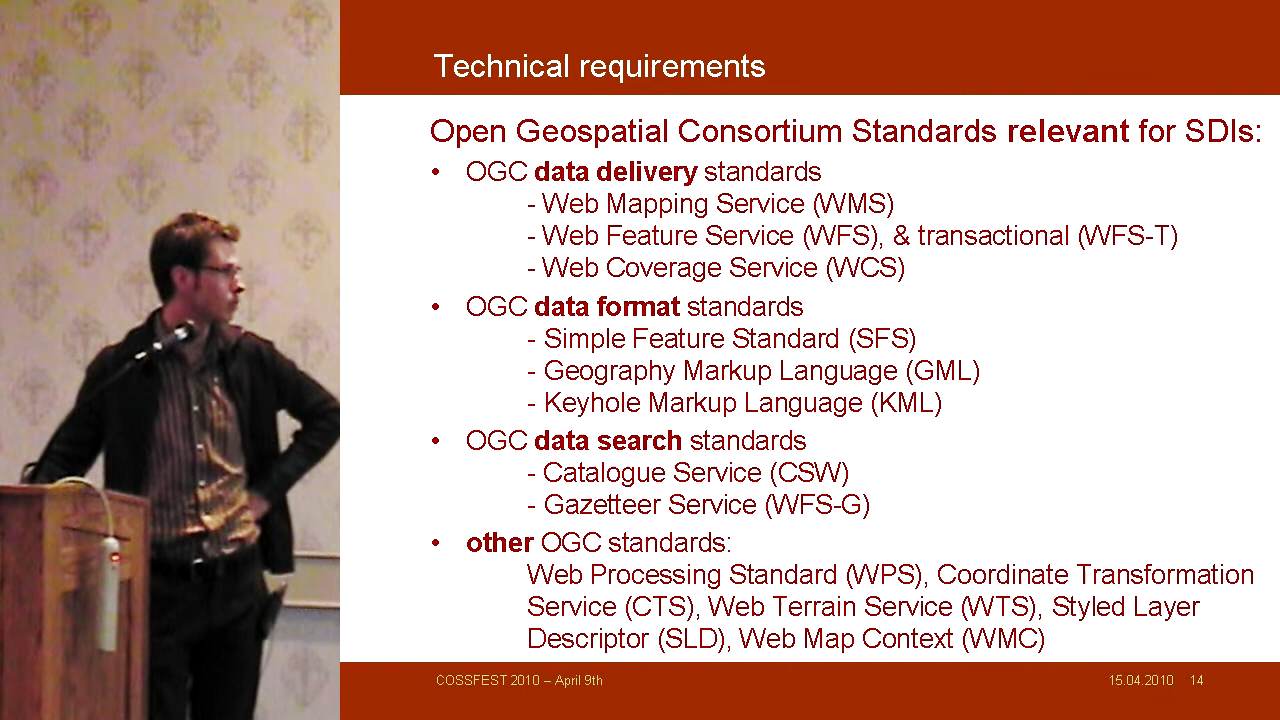 Technical requirements
Open Geospatial Consortium Standards relevant for SDIs:
• OGC data delivery standards
- Web Mapping Service (WMS)
- Web Feature Service (WFS), & transactional (WFS-T)
- Web Coverage Service (WCS)
• OGC data format standards
- Simple Feature Standard (SFS)
- Geography Markup Language (GML)
- Keyhole Markup Language (KML)
• OGC data search standards
- Catalogue Service (CSW)
- Gazetteer Service (WFS-G)
• other OGC standards:
Web Processing Standard (WPS), Coordinate Transformation
Service (CTS), Web Terrain Service (WTS), Styled Layer
Descriptor (SLD), Web Map Context (WMC)
COSSFEST 2010 – April 9th
15.04.2010 14